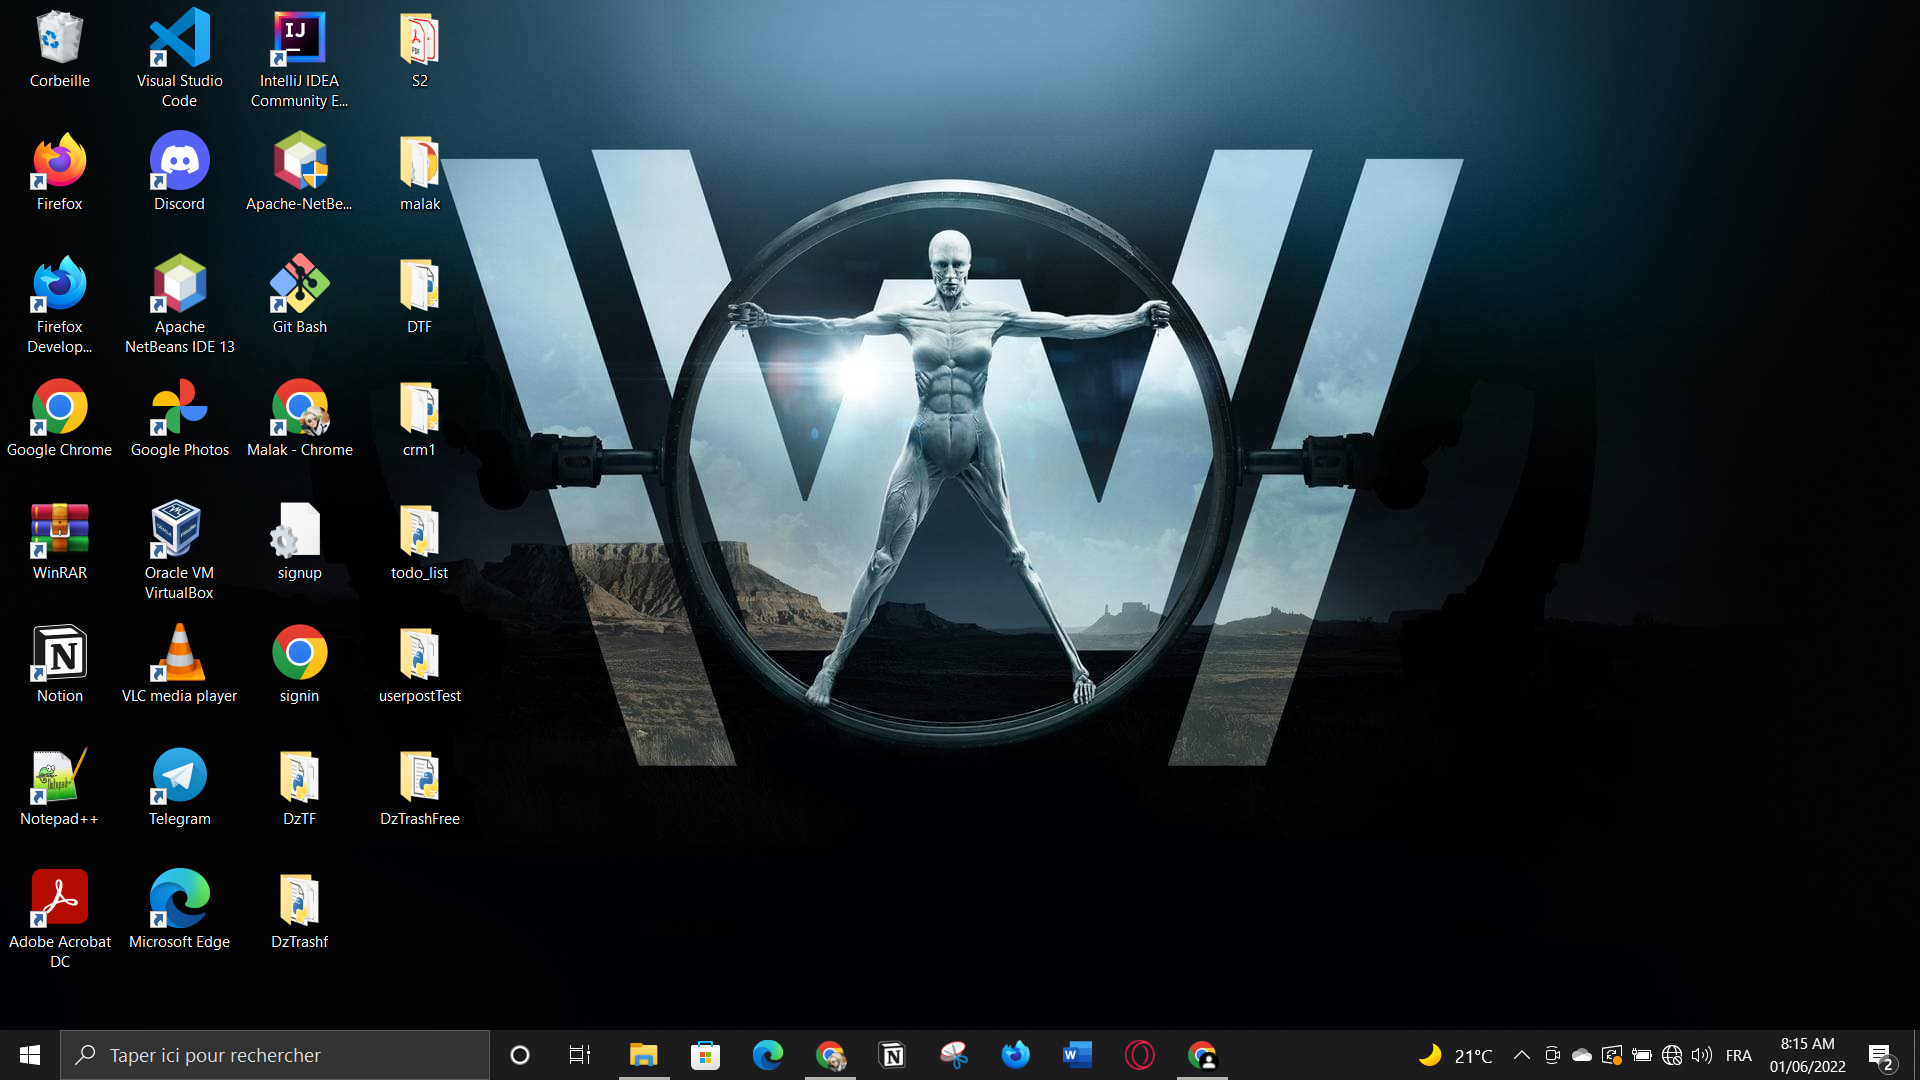 Corbeille
Visual Studio
Code
IntelliJ IDEA
Community E...
S2
Firefox
Discord
Apache-NetBe...
malak
Firefox
Develop...
Apache
NetBeans IDE 13
Git Bash
DTF
Google Chrome
Google Photos
Malak - Chrome
crm1
WinRAR
Oracle VM
VirtualBox
signup
todo_list
Notion
VLC media player
signin
userpostTest
Notepad++
Telegram
DzTF
DzTrashFree
Adobe Acrobat
DC
Microsoft Edge
DzTrashf
Taper ici pour rechercher
21°C
FRA
8:15 AM
01/06/2022
2